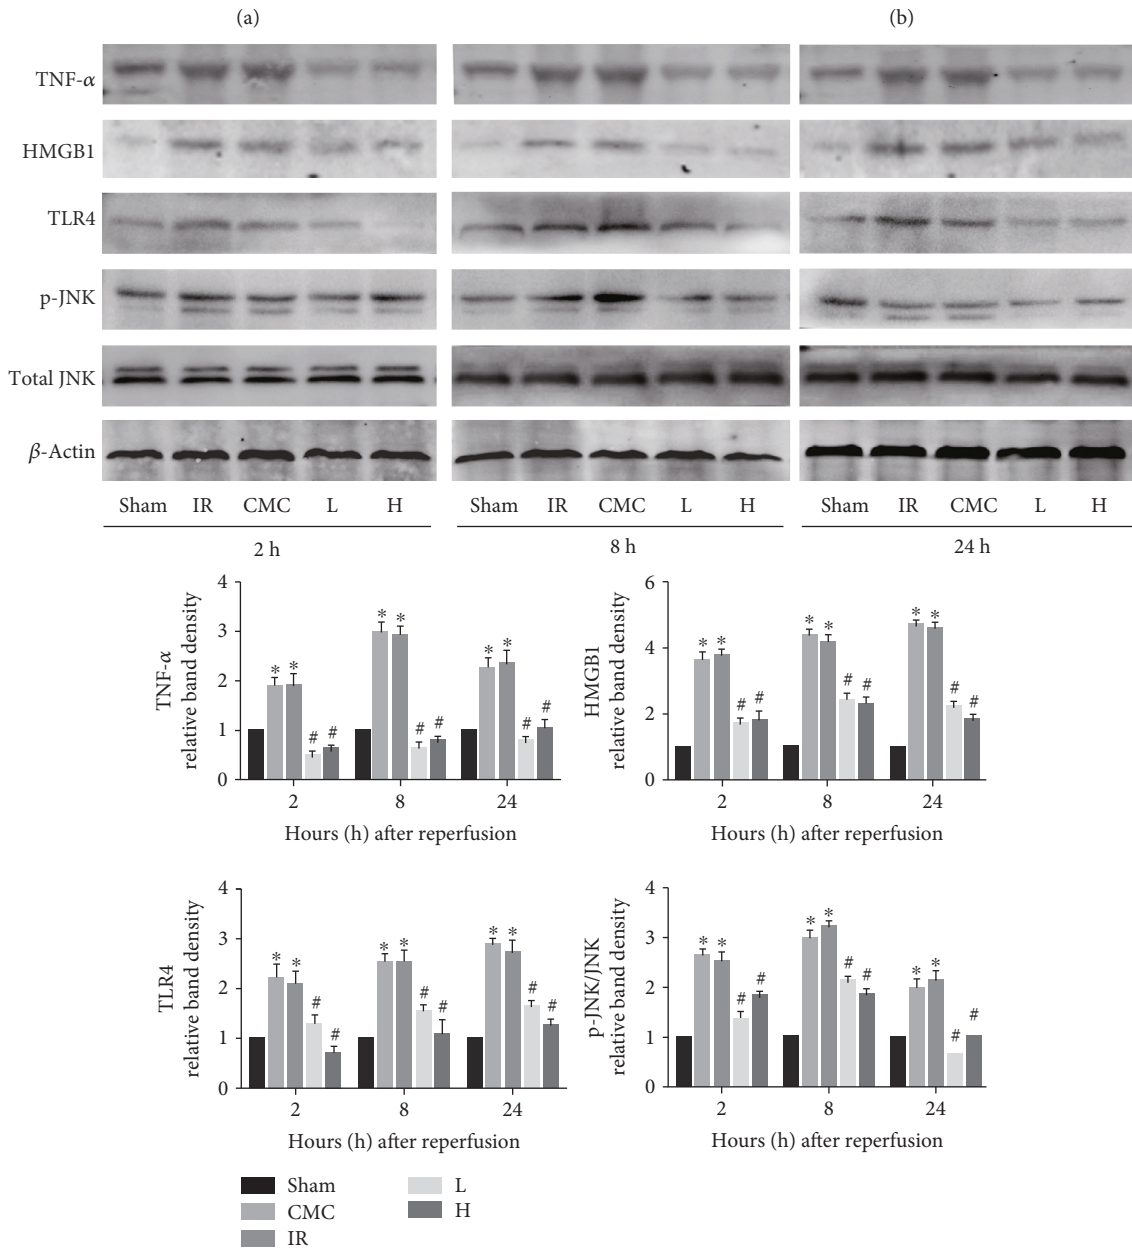 (a) (b)
TNF-α
HMGB1
TLR4
p-JNK
Total JNK
β-Actin
Sham IR CMC L H Sham IR CMC L H Sham IR CMC L H
2 h 8 h 24 h
4
3
2
1
0
TNF-α
relative band density
* * * * * *
# # # # # #
2 8 24
Hours (h) after reperfusion
6
4
2
0
HMGB1
relative band density
* * * * * *
# # # # # #
2 8 24
Hours (h) after reperfusion
4
3
2
1
0
TLR4
relative band density
* * * * * *
# # # # # #
2 8 24
Hours (h) after reperfusion
4
3
2
1
0
p-JNK/JNK
relative band density
* * * * * *
# # # # # #
2 8 24
Hours (h) after reperfusion
Sham
CMC
IR
L
H